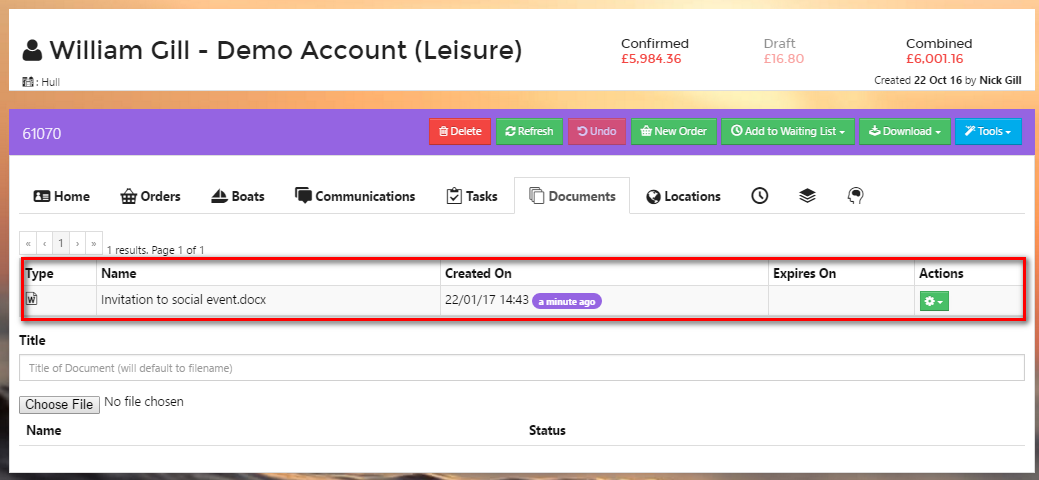 William Gill - Demo Account (Leisure)
Confirmed
£5,984.36
Draft
£16.80
Combined
£6,001.16
: Hull
Created 22 Oct 16 by Nick Gill
61070
Delete
Refresh
Undo
New Order
Add to Waiting List
Download
Tools
Home
Orders
Boats
Communications
Tasks
Documents
Locations
« ‹ 1 › »
1 results. Page 1 of 1
Type Name Created On Expires On Actions
Invitation to social event.docx 22/01/17 14:43 a minute ago
Title
Title of Document (will default to filename)
Choose File No file chosen
Name Status